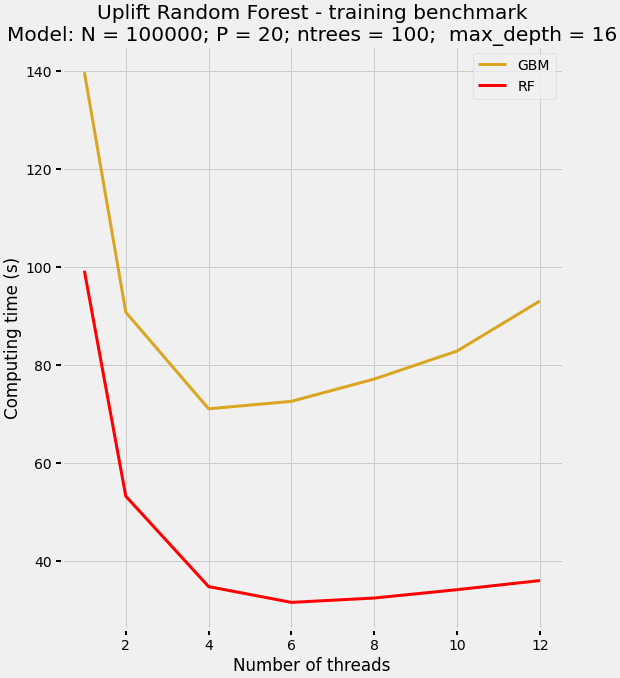 Uplift Random Forest - training benchmark
Model: N = 100000; P = 20; ntrees = 100;  max_depth = 16
GBM
RF
Computing time (s)
140
120
100
80
60
40
2 4 6 8 10 12
Number of threads